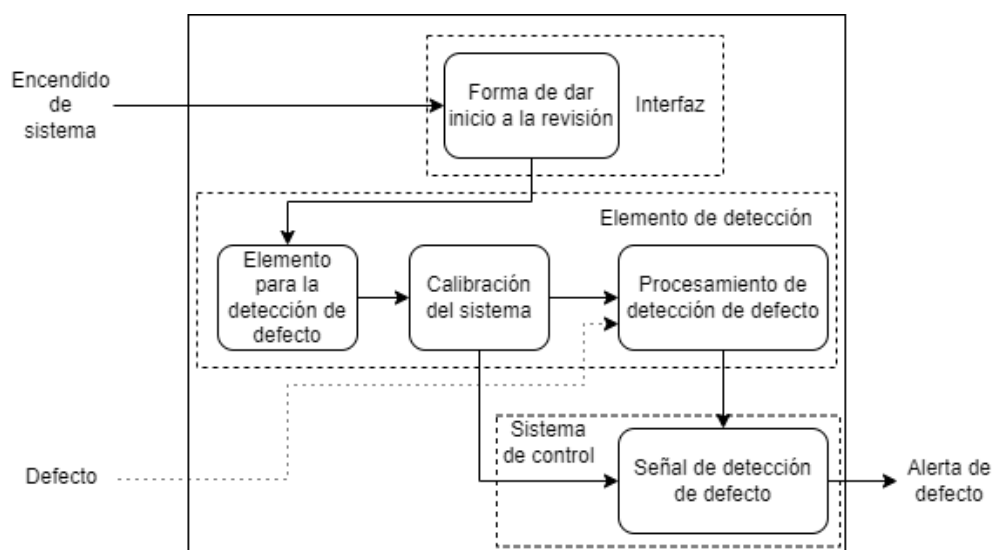 Encendido
de
sistema
Forma de dar
inicio a la revisión
Interfaz
Elemento de detección
Elemento
para la
detección de
defecto
Calibración
del sistema
Procesamiento de
detección de defecto
Defecto
Sistema
de control
Señal de detección
de defecto
Alerta de
defecto